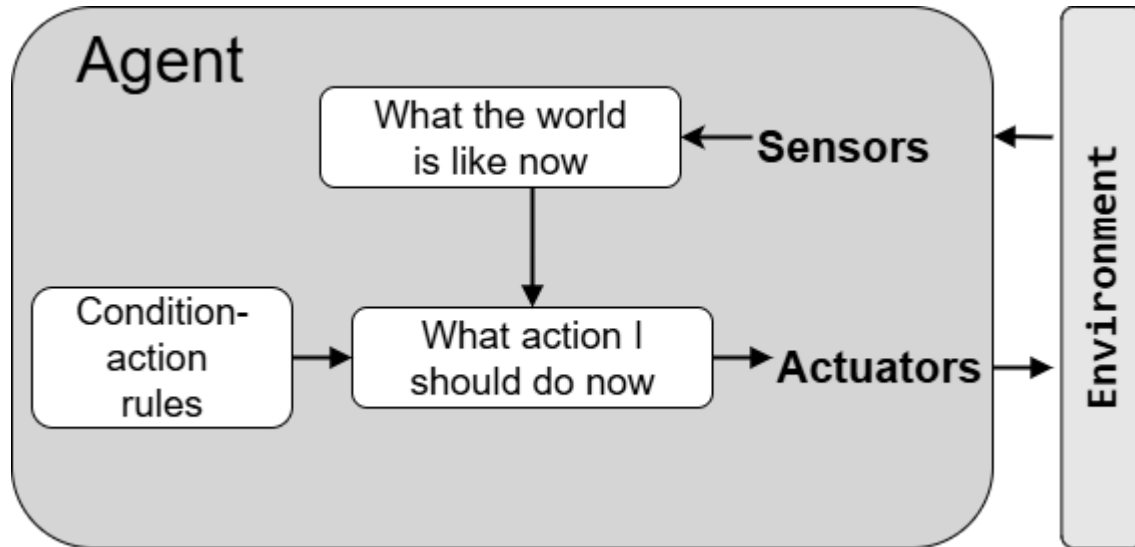 Agent
What the world
is like now
Sensors
Condition-
action
rules
What action I
should do now
Actuators
Environment